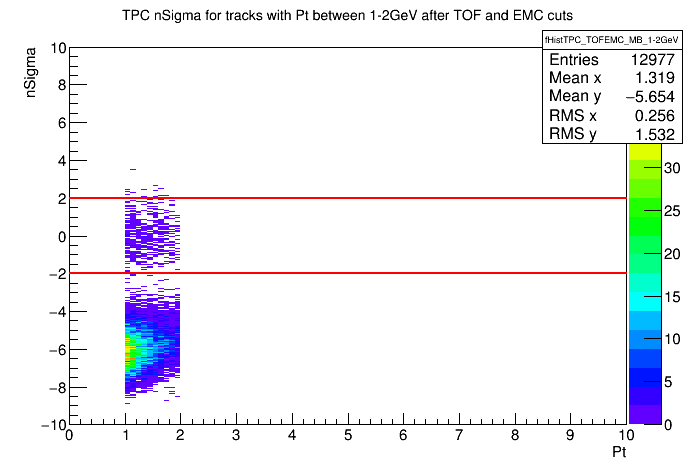 TPC nSigma for tracks with Pt between 1-2GeV after TOF and EMC cuts
fHistTPC_TOFEMC_MB_1-2GeV
Entries 12977
Mean x 1.319
Mean y −5.654
RMS x 0.256
RMS y 1.532
nSigma
10
8
6
4
2
0
−2
−4
−6
−8
−10
0 1 2 3 4 5 6 7 8 9 10
Pt
30
25
20
15
10
5
0